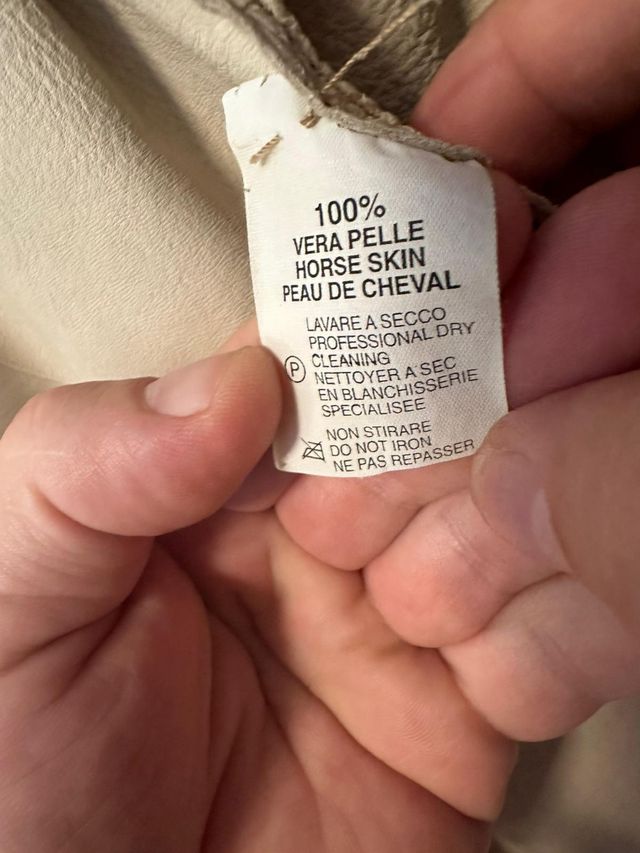 100%
VERA PELLE
HORSE SKIN
PEAU DE CHEVAL
LAVARE A SECCO
PROFESSIONAL DRY
CLEANING
P
NETTOYER A SEC
EN BLANCHISSERIE
SPECIALISEE
NON STIRARE
DO NOT IRON
NE PAS REPASSER